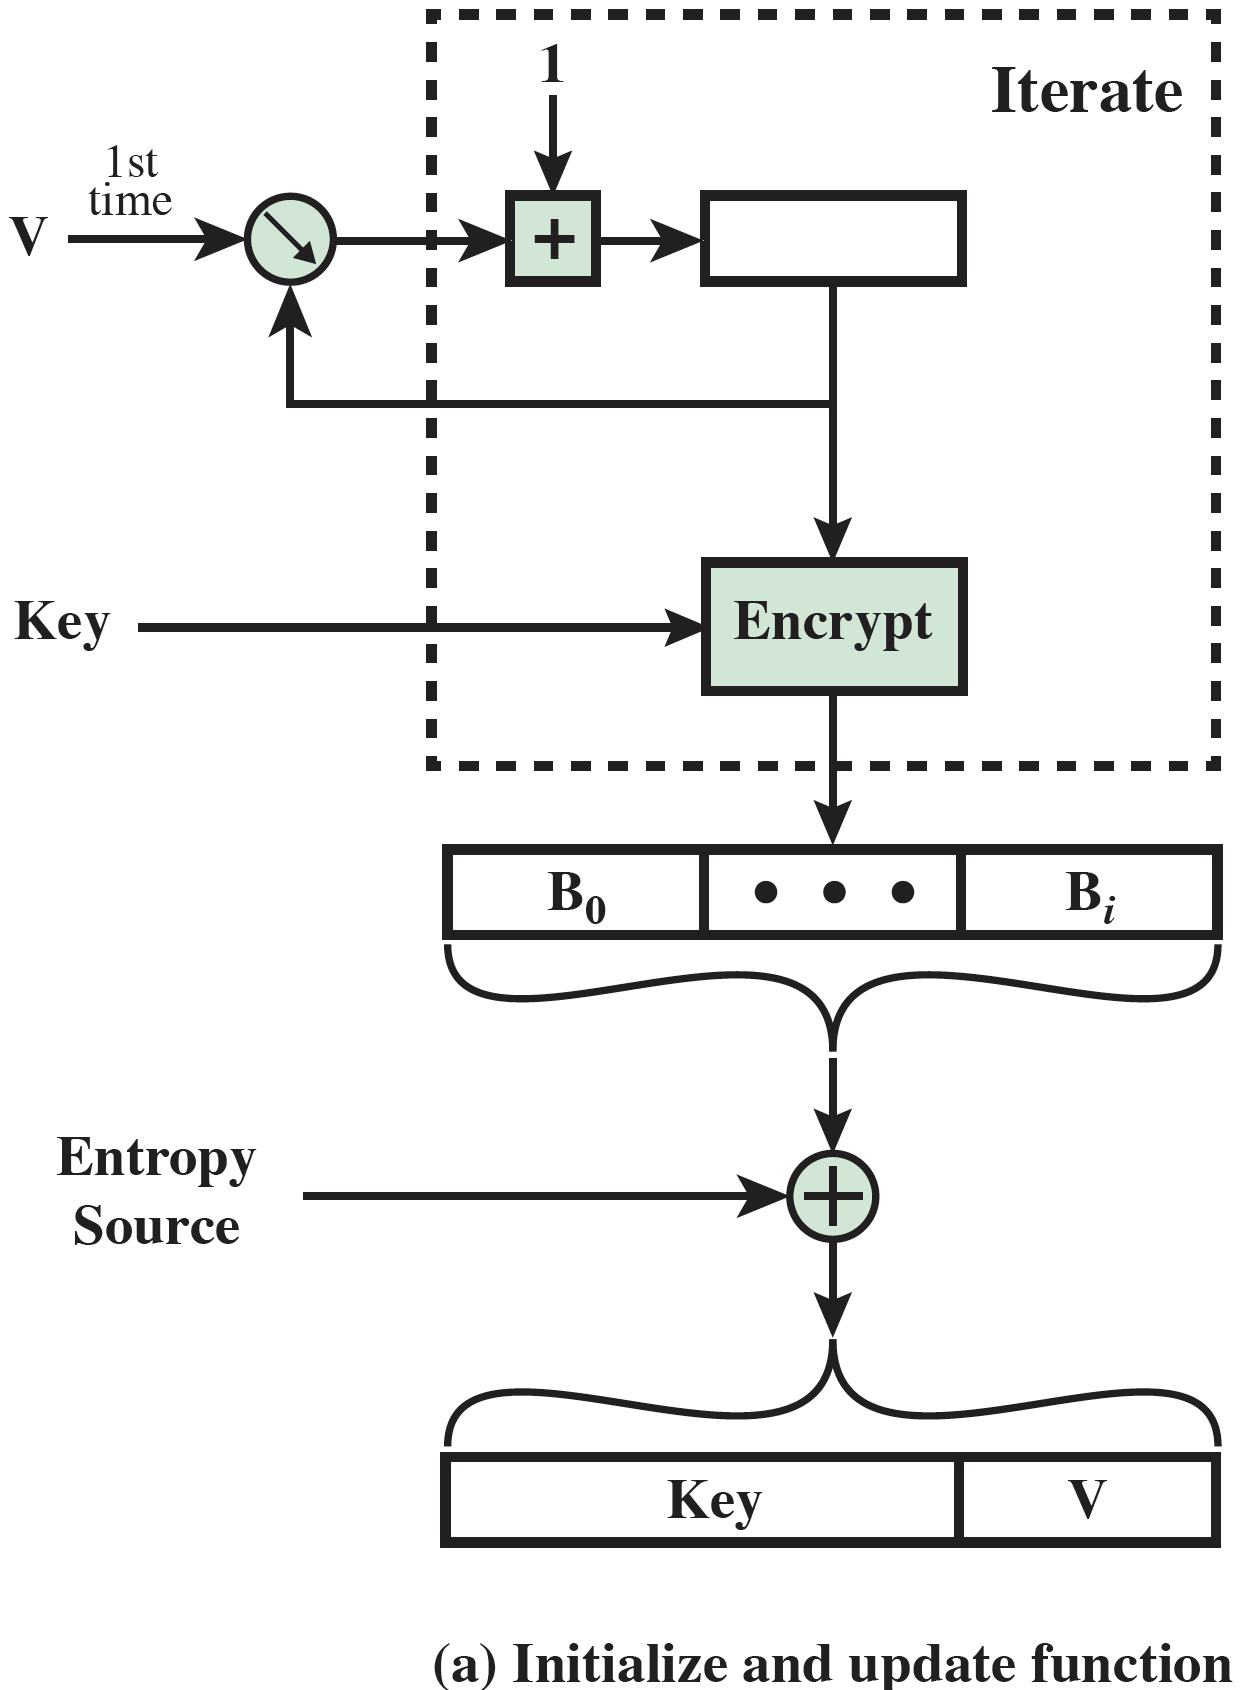 1
Iterate
1st
time
V
+
Key
Encrypt
B0 • • • Bi
Entropy
Source
Key V
(a) Initialize and update function